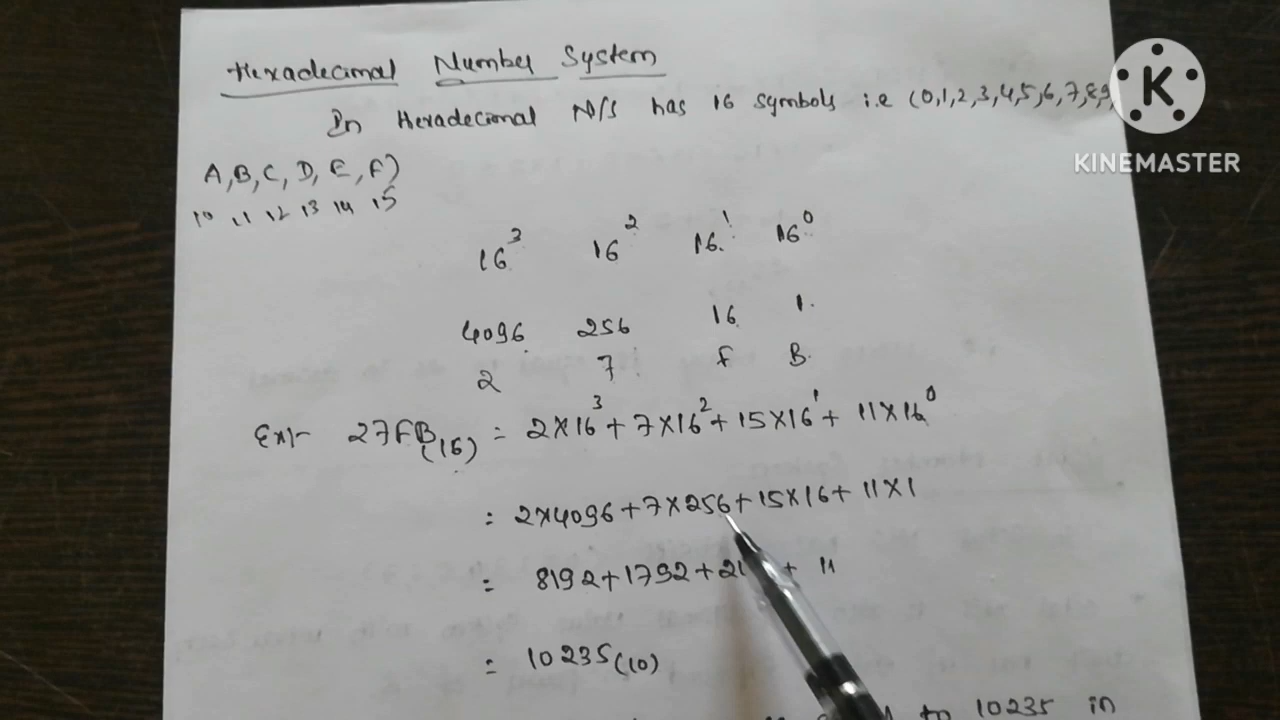 Hexadecimal Number System
In Hexadecimal N/S has 16 symbols i.e (0,1,2,3,4,5,6,7,8,9,
K
KINEMASTER
A,B,C,D,E,F)
10 11 12 13 14 15
16³ 16² 16¹ 16⁰
4096 256 16 1
2 7 F B
Ex:- 27FB(16) = 2×16³ + 7×16² + 15×16¹ + 11×16⁰
= 2×4096 + 7×256 + 15×16 + 11×1
= 8192 + 1792 + + 11
= 10235(10)
to 10235 in